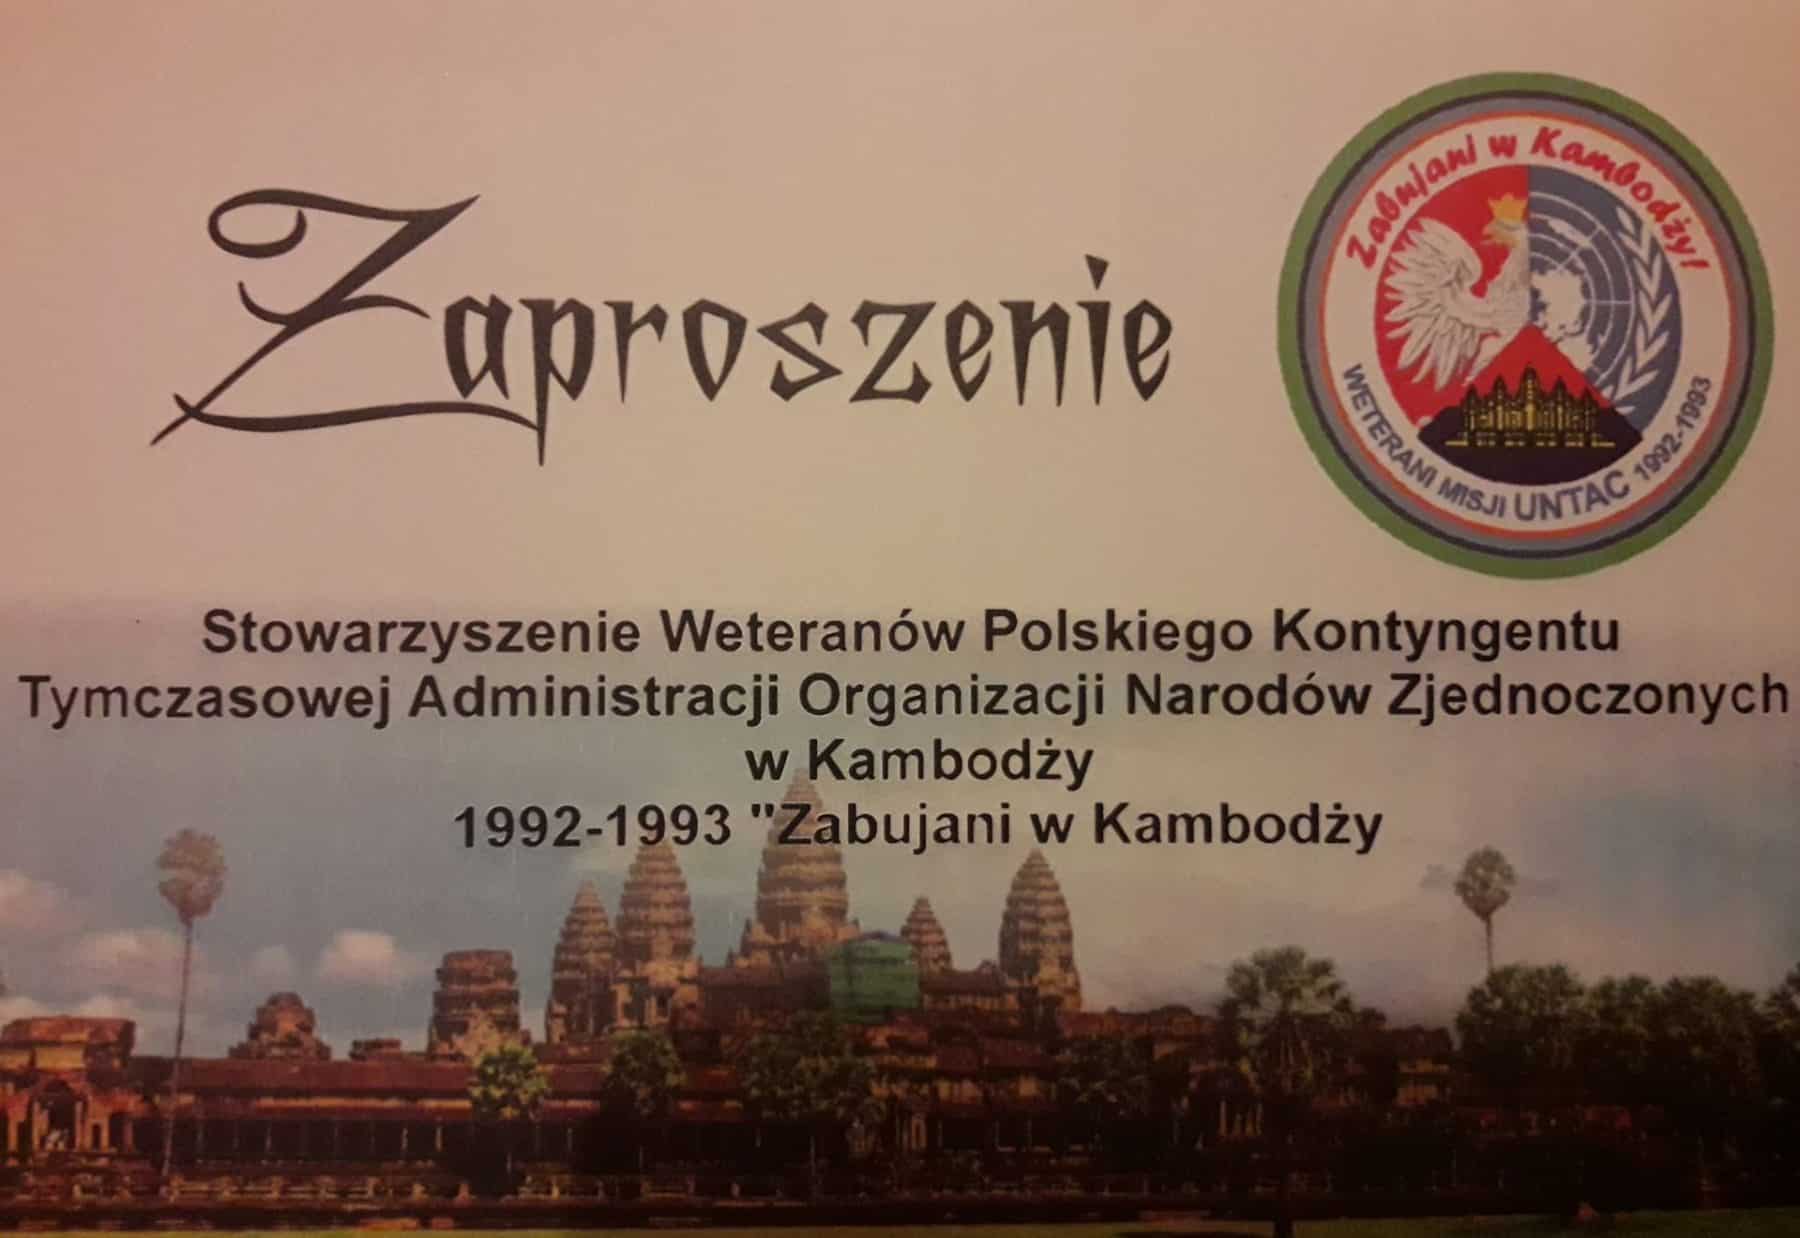 Zaproszenie
Zabujani w Kambodży!
WETERANI MISJI UNTAC 1992-1993
Stowarzyszenie Weteranów Polskiego Kontyngentu
Tymczasowej Administracji Organizacji Narodów Zjednoczonych
w Kambodży
1992-1993 "Zabujani w Kambodży